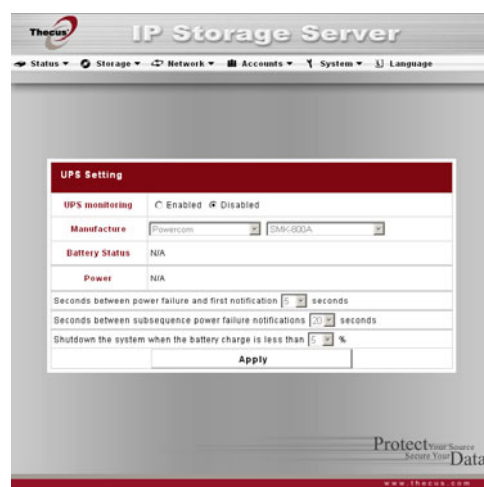 Thecus
IP Storage Server
Status Storage Network Accounts System Language
UPS Setting
UPS monitoring Enabled Disabled
Manufacture Powercom SMK-800A
Battery Status N/A
Power N/A
Seconds between power failure and first notification 5 seconds
Seconds between subsequence power failure notifications 20 seconds
Shutdown the system when the battery charge is less than 5 %
Apply
Protect Your Source
Secure Your Data
www.thecus.com